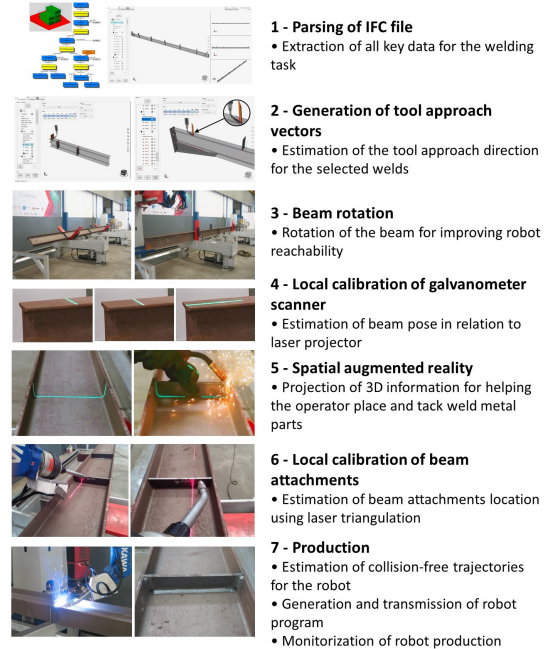 1 - Parsing of IFC file
• Extraction of all key data for the welding
task
2 - Generation of tool approach
vectors
• Estimation of the tool approach direction
for the selected welds
3 - Beam rotation
• Rotation of the beam for improving robot
reachability
4 - Local calibration of galvanometer
scanner
• Estimation of beam pose in relation to
laser projector
5 - Spatial augmented reality
• Projection of 3D information for helping
the operator place and tack weld metal
parts
6 - Local calibration of beam
attachments
• Estimation of beam attachments location
using laser triangulation
7 - Production
• Estimation of collision-free trajectories
for the robot
• Generation and transmission of robot
program
• Monitorization of robot production